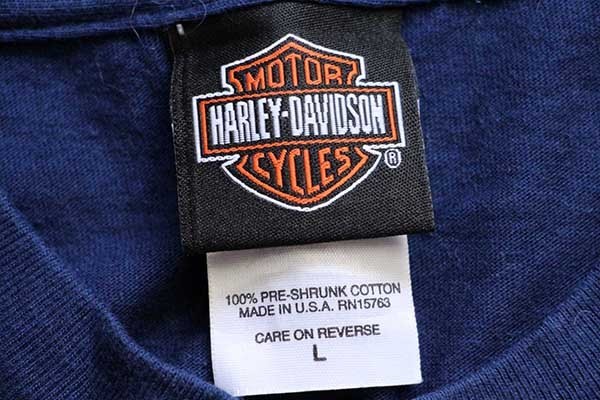 MOTOR
HARLEY-DAVIDSON
CYCLES
®
100% PRE-SHRUNK COTTON
MADE IN U.S.A. RN15763
CARE ON REVERSE
L